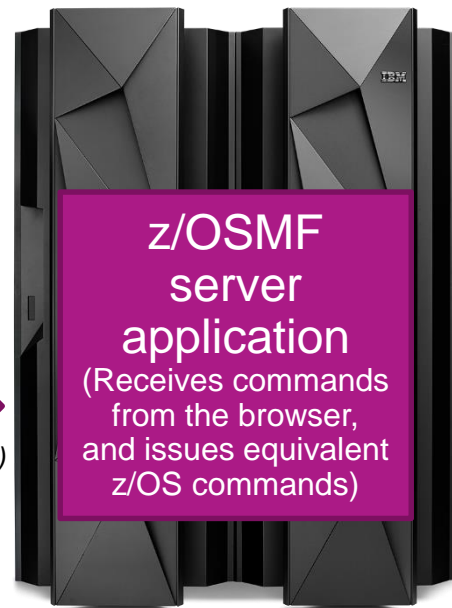 IBM
z/OSMF
server
application
(Receives commands
from the browser,
and issues equivalent
z/OS commands)
)